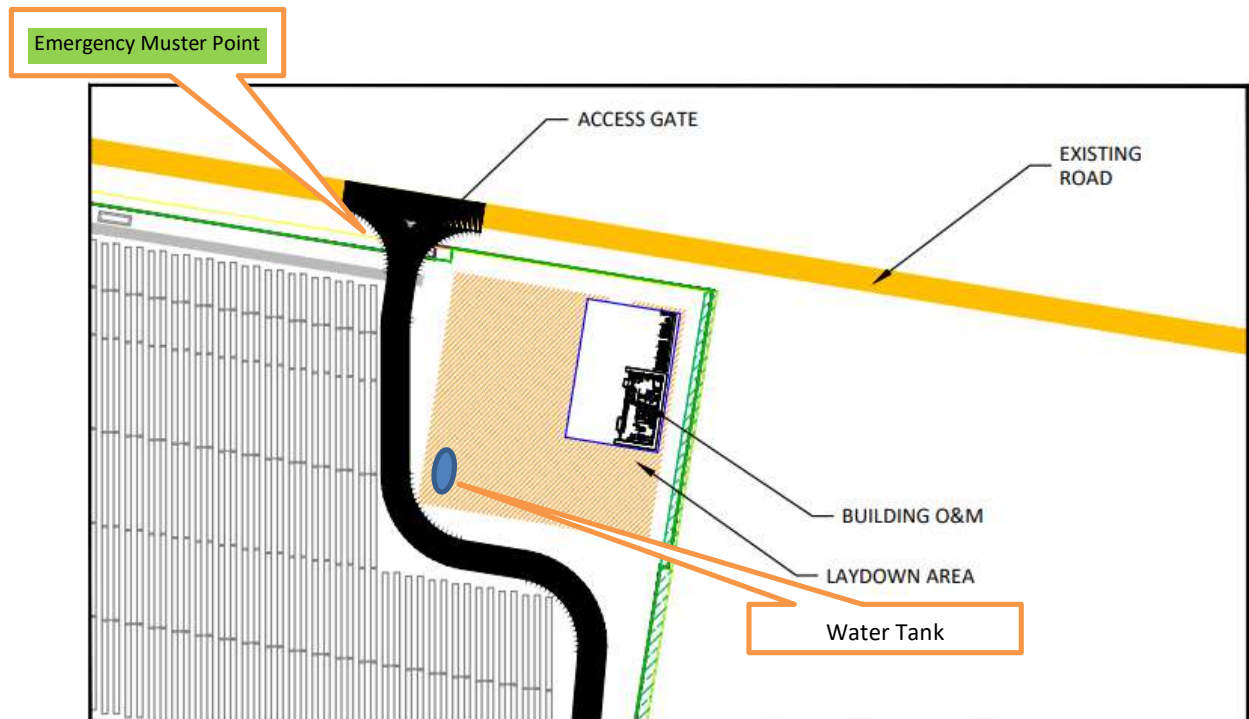 Emergency Muster Point
ACCESS GATE
EXISTING
ROAD
BUILDING O&M
LAYDOWN AREA
Water Tank